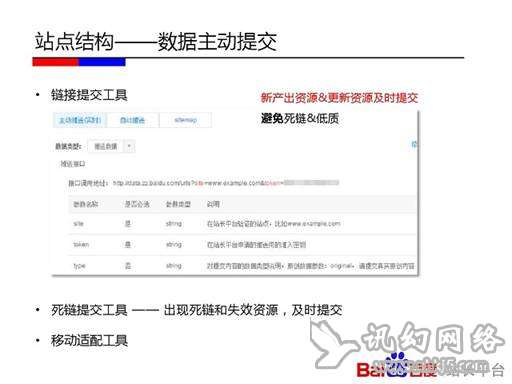 站点结构——数据主动提交
• 链接提交工具
新产出资源&更新资源及时提交
避免死链&低质
主动推送(实时) 自动推送 sitemap
数据类型： 推送数据
推送接口
接口调用地址： http://data.zz.baidu.com/urls?site=www.example.com&token=
参数名称 是否必选 参数类型 说明
site 是 string 在站长平台验证的站点，比如www.example.com
token 是 string 在站长平台申请的推送用的准入密钥
type 否 string 对提交内容的数据类型说明，原创数据参数：original，请提交真实原创内容
• 死链提交工具 —— 出现死链和失效资源，及时提交
• 移动适配工具
讯幻网络
Baidu百度 站长平台